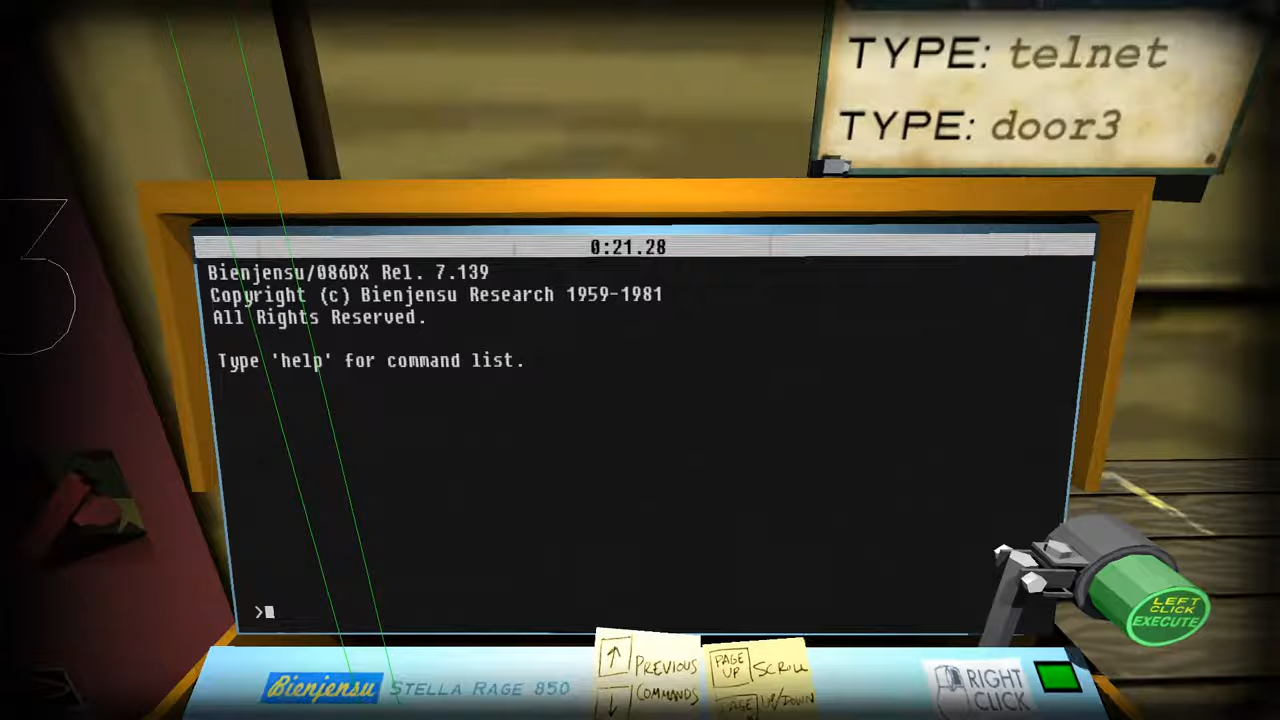 TYPE: telnet
TYPE: door3
3
0:21.28
Bienjensu/086DX Rel. 7.139
Copyright (c) Bienjensu Research 1959-1981
All Rights Reserved.
Type 'help' for command list.
>
LEFT
CLICK
EXECUTE
↑ PREVIOUS
↓ COMMANDS
PAGE
UP SCROLL
PAGE UP/DOWN
Bienjensu STELLA RAGE 850
RIGHT
CLICK